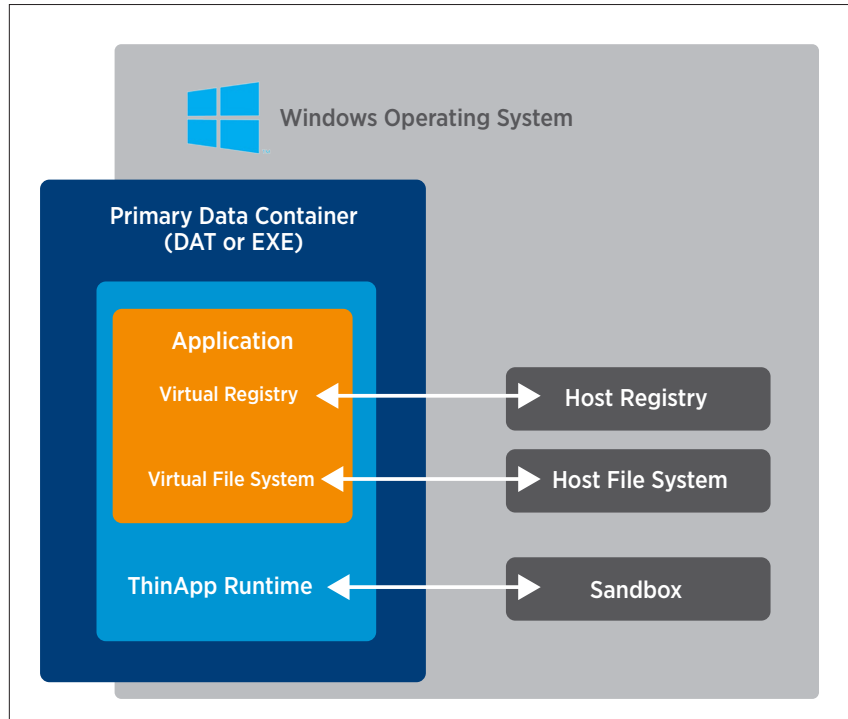 Windows Operating System
Primary Data Container
(DAT or EXE)
Application
Virtual Registry
Host Registry
Virtual File System
Host File System
ThinApp Runtime
Sandbox